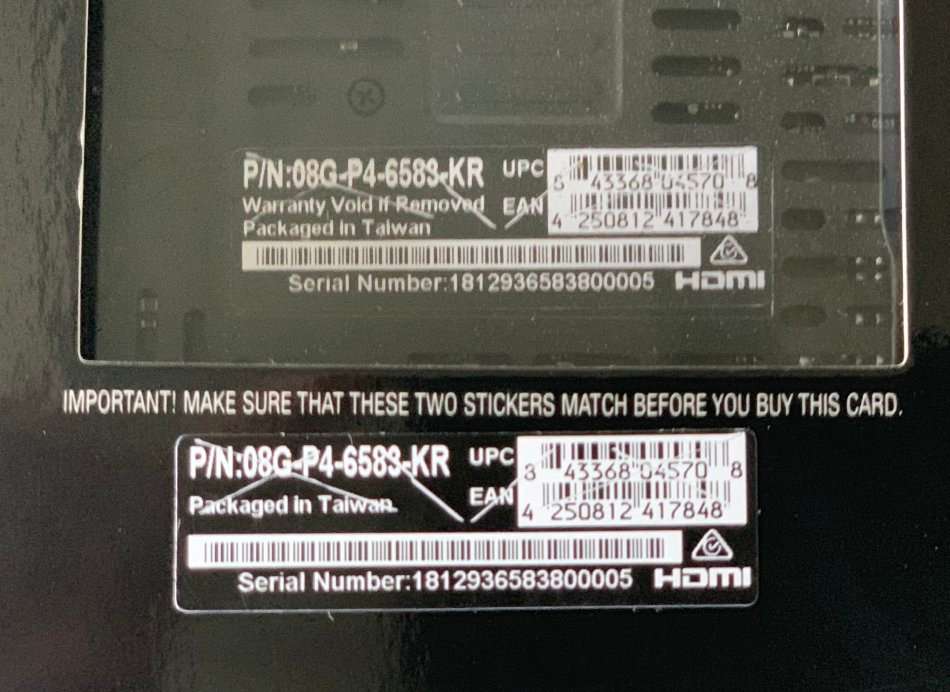 P/N:08G-P4-6583-KR UPC 8 43368 04570 8
Warranty Void if Removed EAN 4 250812 417848
Packaged in Taiwan
Serial Number:1812936583800005 HDMI
IMPORTANT! MAKE SURE THAT THESE TWO STICKERS MATCH BEFORE YOU BUY THIS CARD.
P/N:08G-P4-6583-KR UPC 8 43368 04570 8
Packaged in Taiwan EAN 4 250812 417848
Serial Number:1812936583800005 HDMI